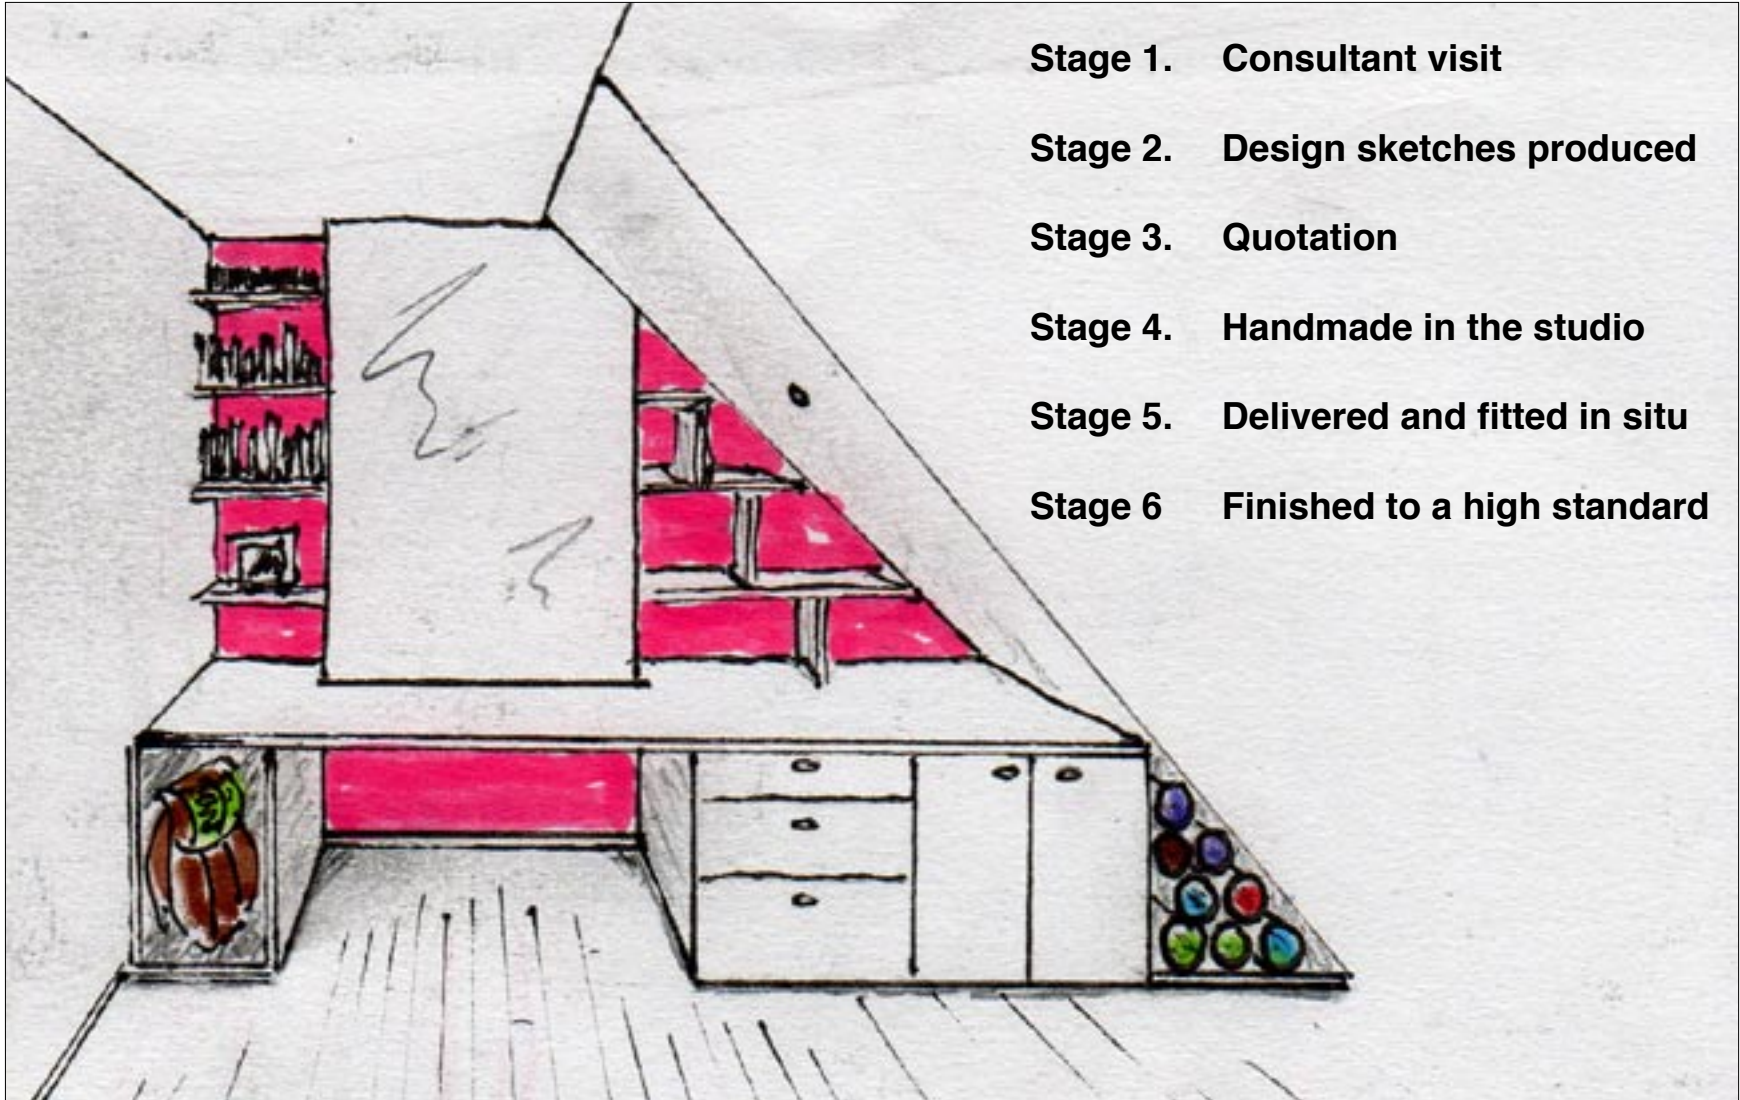 Stage 1. Consultant visit
Stage 2. Design sketches produced
Stage 3. Quotation
Stage 4. Handmade in the studio
Stage 5. Delivered and fitted in situ
Stage 6 Finished to a high standard